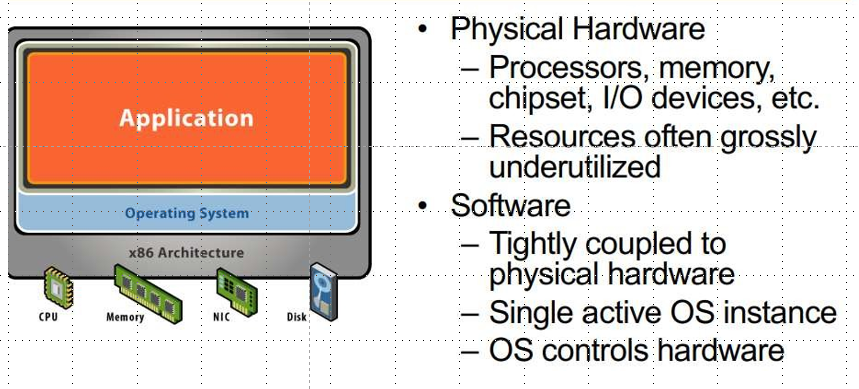 Application
Operating System
x86 Architecture
CPU
Memory
NIC
Disk
• Physical Hardware
– Processors, memory,
chipset, I/O devices, etc.
– Resources often grossly
underutilized
• Software
– Tightly coupled to
physical hardware
– Single active OS instance
– OS controls hardware